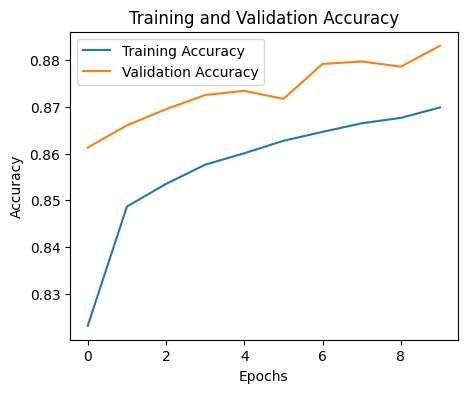 Training and Validation Accuracy
Training Accuracy
Validation Accuracy
0.88
0.87
0.86
0.85
0.84
0.83
Accuracy
0 2 4 6 8
Epochs